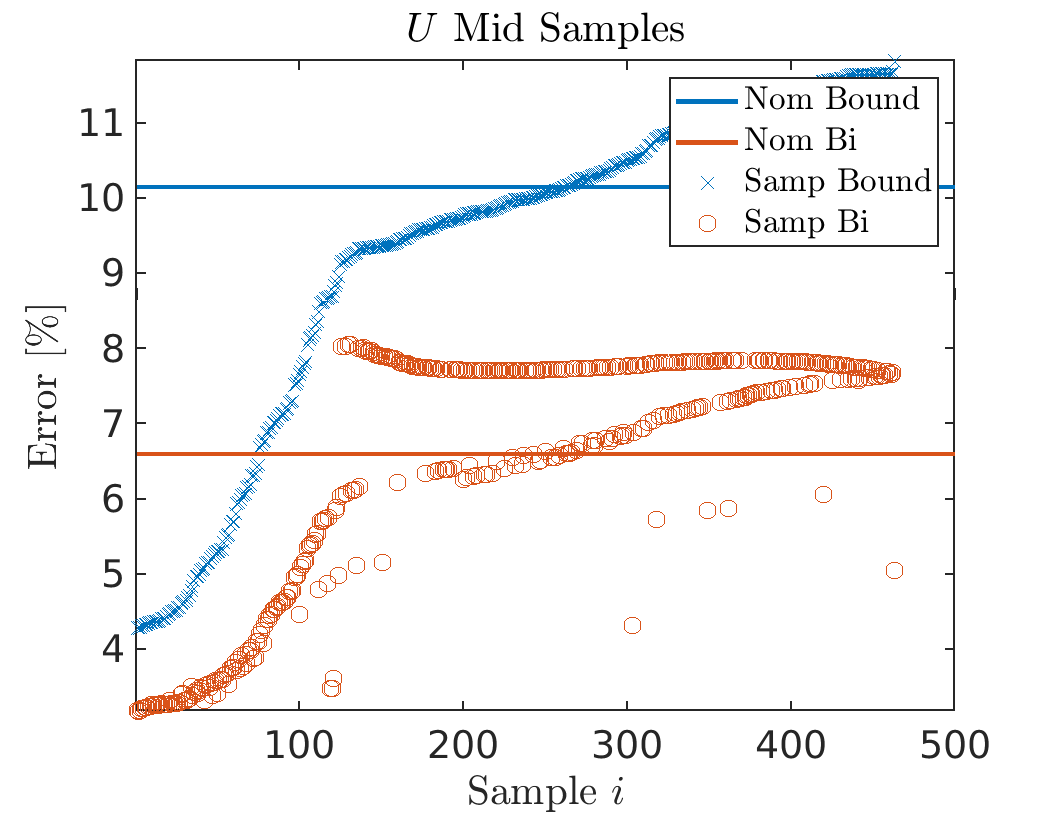 U Mid Samples
Error [%]
11
10
9
8
7
6
5
4
Nom Bound
Nom Bi
Samp Bound
Samp Bi
100 200 300 400 500
Sample i